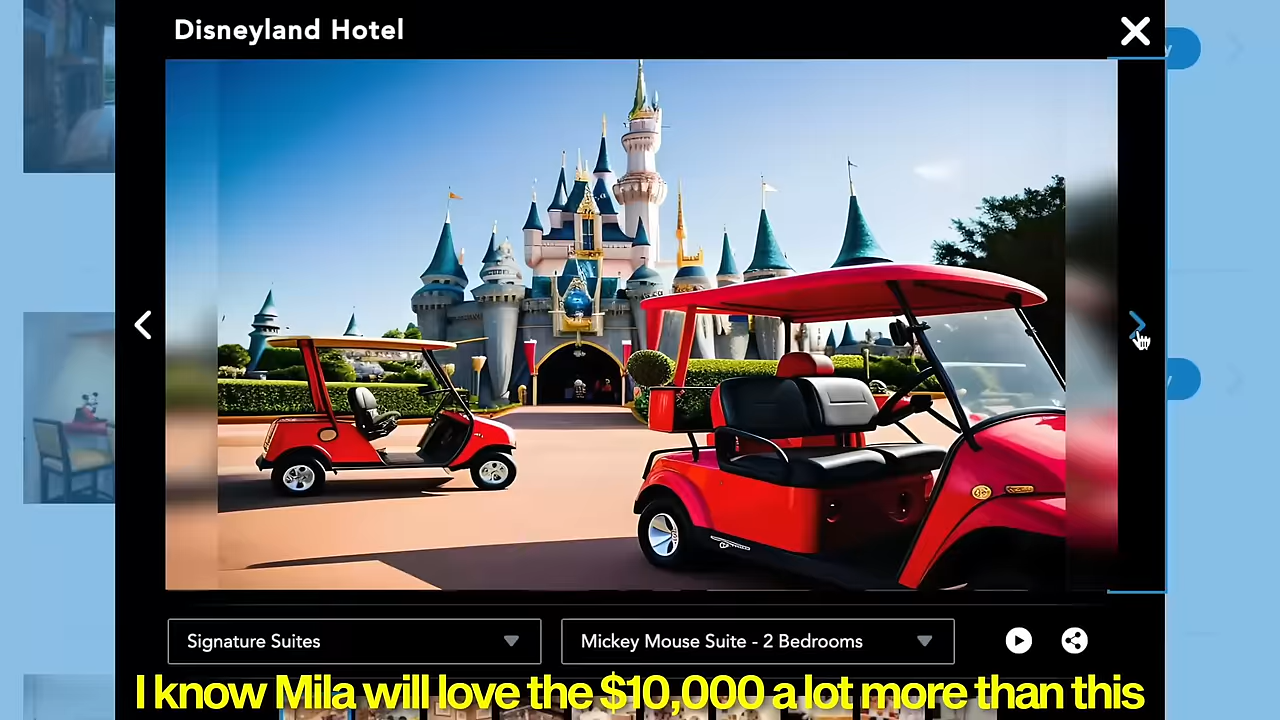 Disneyland Hotel
Signature Suites
Mickey Mouse Suite - 2 Bedrooms
I know Mila will love the $10,000 a lot more than this